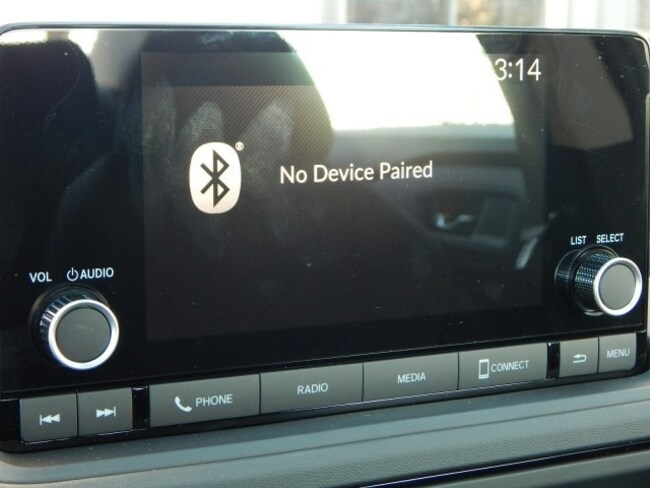 3:14
®
No Device Paired
LIST SELECT
VOL AUDIO
PHONE
RADIO
MEDIA
CONNECT
MENU